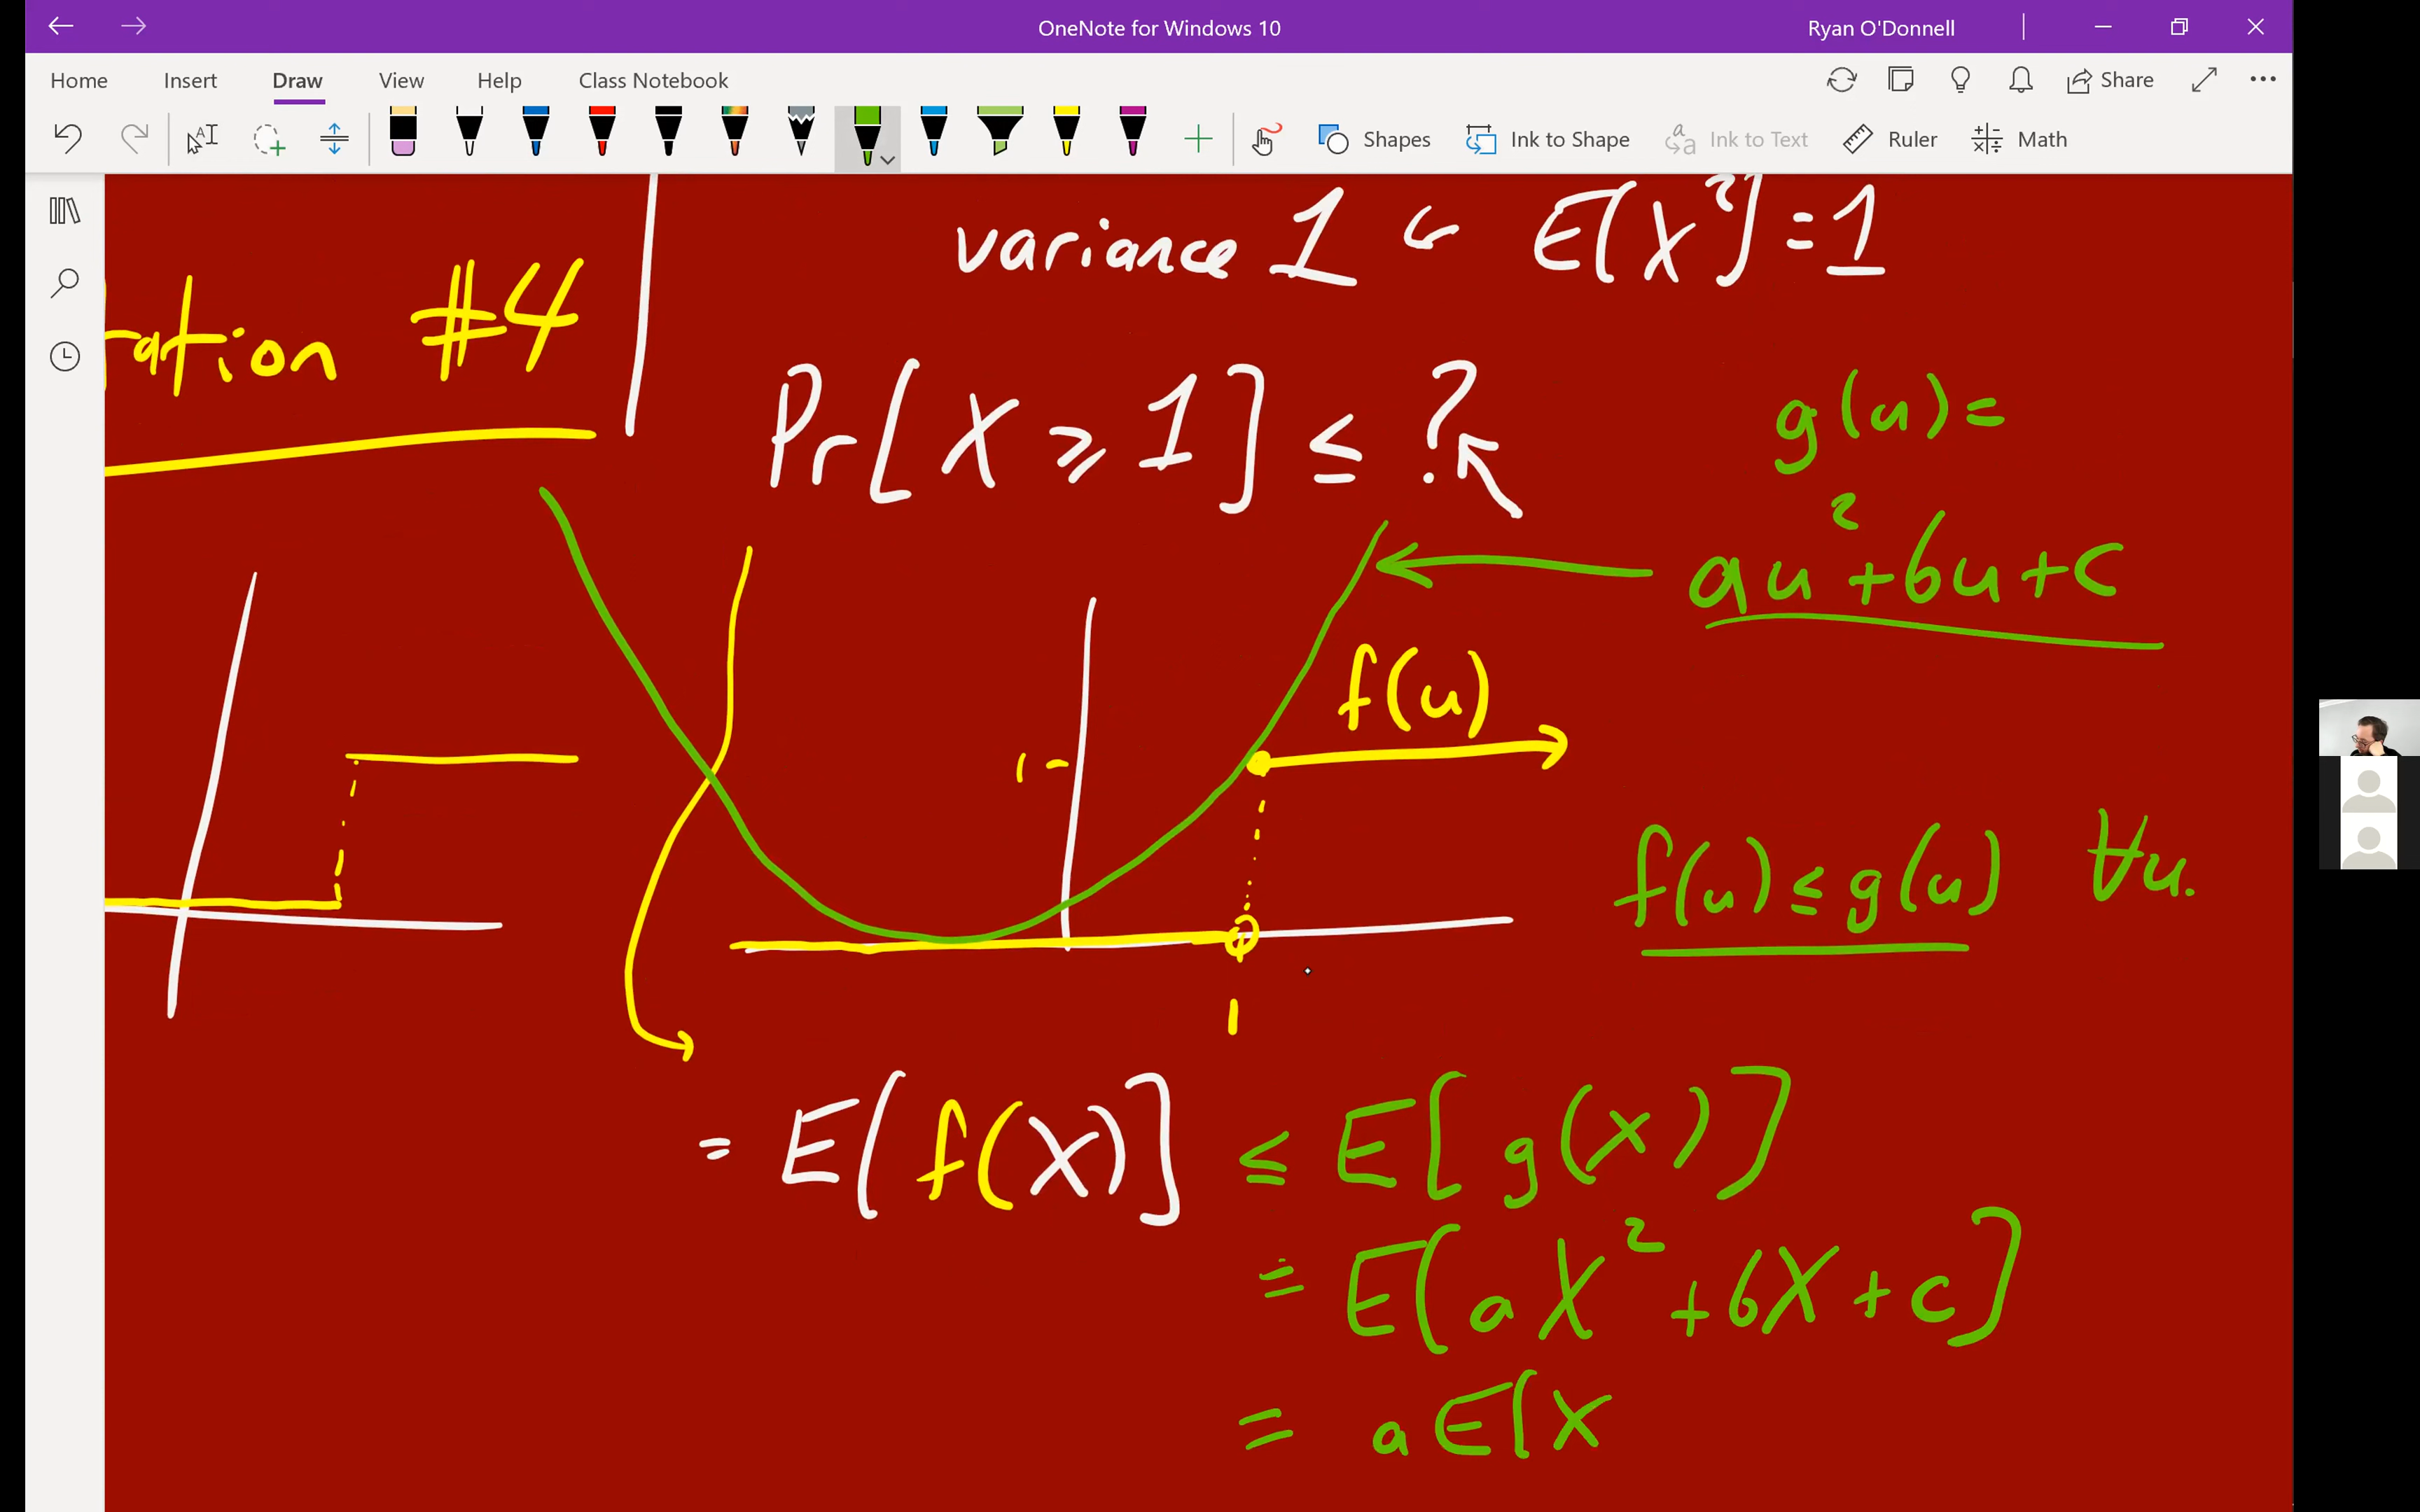 OneNote for Windows 10
Ryan O'Donnell
Home Insert Draw View Help Class Notebook
Share
Shapes Ink to Shape Ink to Text Ruler Math
variance 1 ← E[X²]=1
ation #4
Pr[X ≥ 1] ≤ ?
g(u)=
au²+bu+c
f(u)
1
f(u) ≤ g(u) ∀u.
1
= E[f(X)] ≤ E[g(X)]
= E[aX²+bX+c]
= aE[X